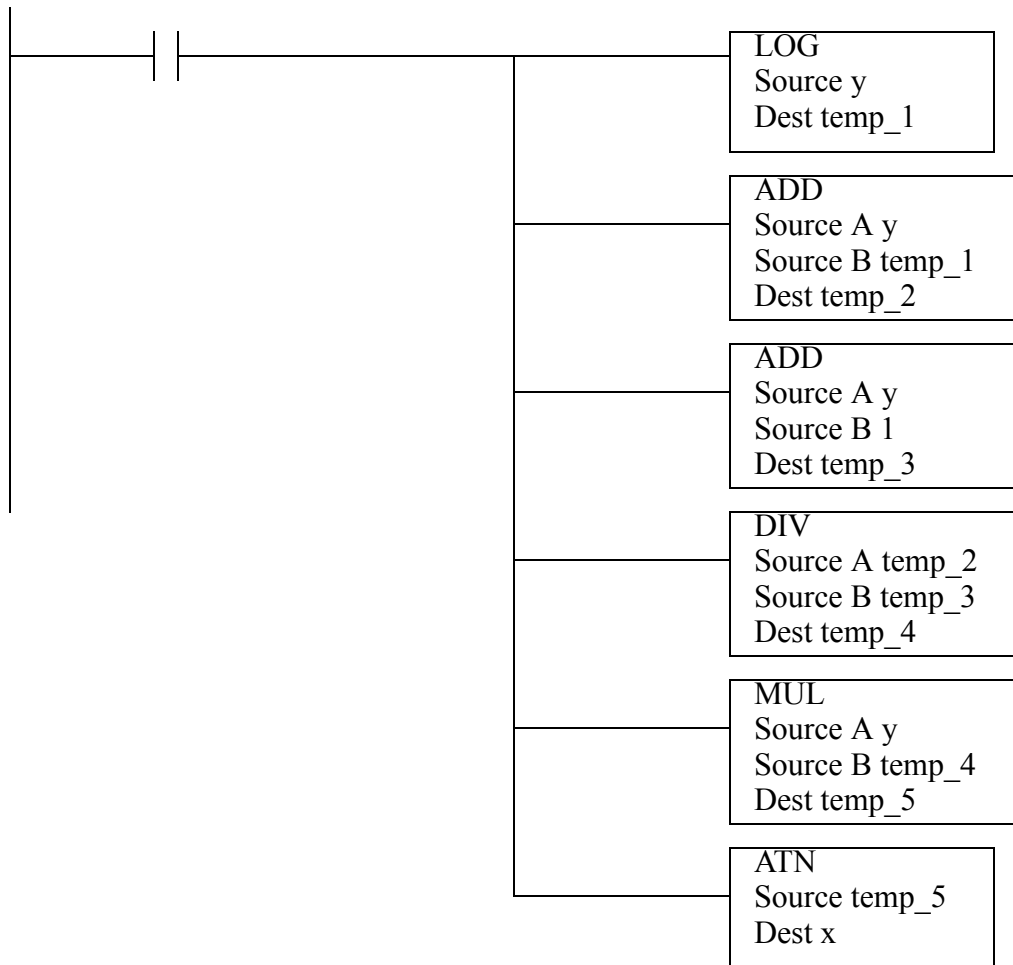 LOG
Source y
Dest temp_1
ADD
Source A y
Source B temp_1
Dest temp_2
ADD
Source A y
Source B 1
Dest temp_3
DIV
Source A temp_2
Source B temp_3
Dest temp_4
MUL
Source A y
Source B temp_4
Dest temp_5
ATN
Source temp_5
Dest x